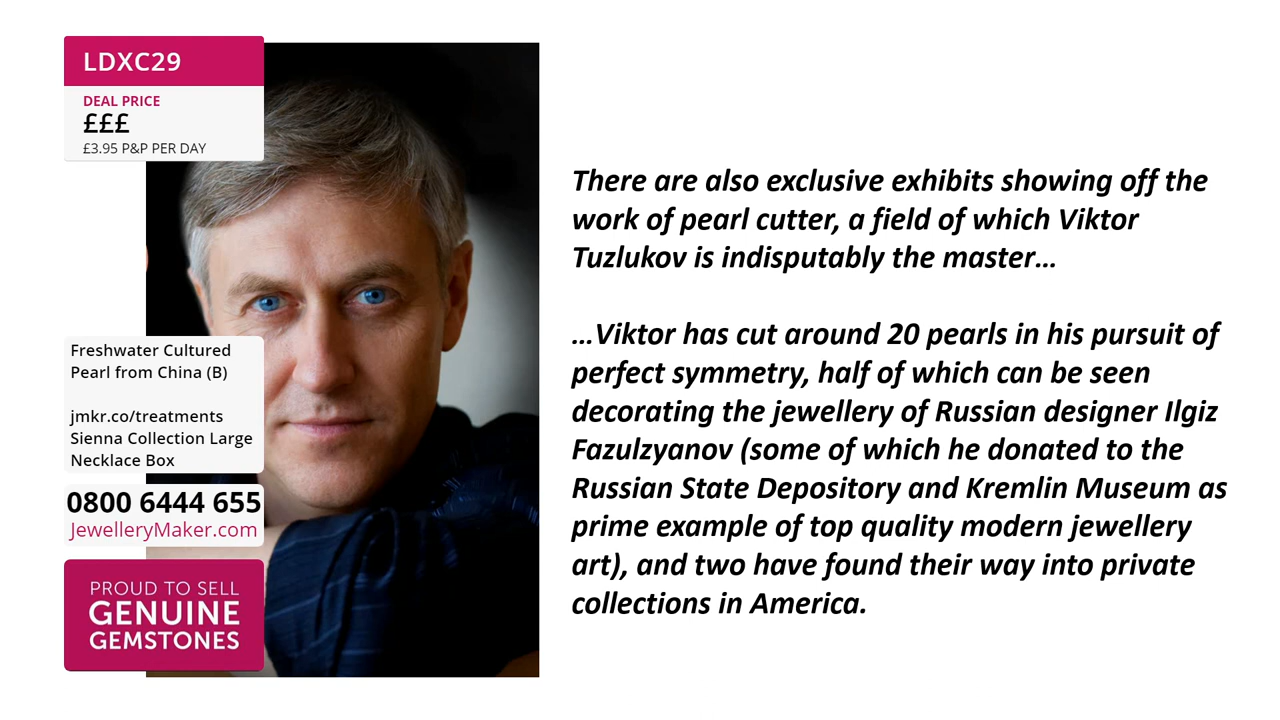 LDXC29
DEAL PRICE
£££
£3.95 P&P PER DAY
Freshwater Cultured
Pearl from China (B)
jmkr.co/treatments
Sienna Collection Large
Necklace Box
0800 6444 655
JewelleryMaker.com
PROUD TO SELL
GENUINE
GEMSTONES
There are also exclusive exhibits showing off the
work of pearl cutter, a field of which Viktor
Tuzlukov is indisputably the master…
…Viktor has cut around 20 pearls in his pursuit of
perfect symmetry, half of which can be seen
decorating the jewellery of Russian designer Ilgiz
Fazulzyanov (some of which he donated to the
Russian State Depository and Kremlin Museum as
prime example of top quality modern jewellery
art), and two have found their way into private
collections in America.